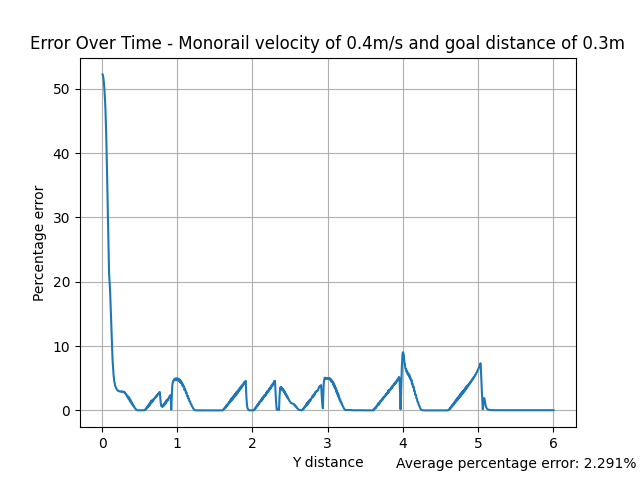 Error Over Time - Monorail velocity of 0.4m/s and goal distance of 0.3m
50
40
30
20
10
0
Percentage error
0 1 2 3 4 5 6
Y distance
Average percentage error: 2.291%